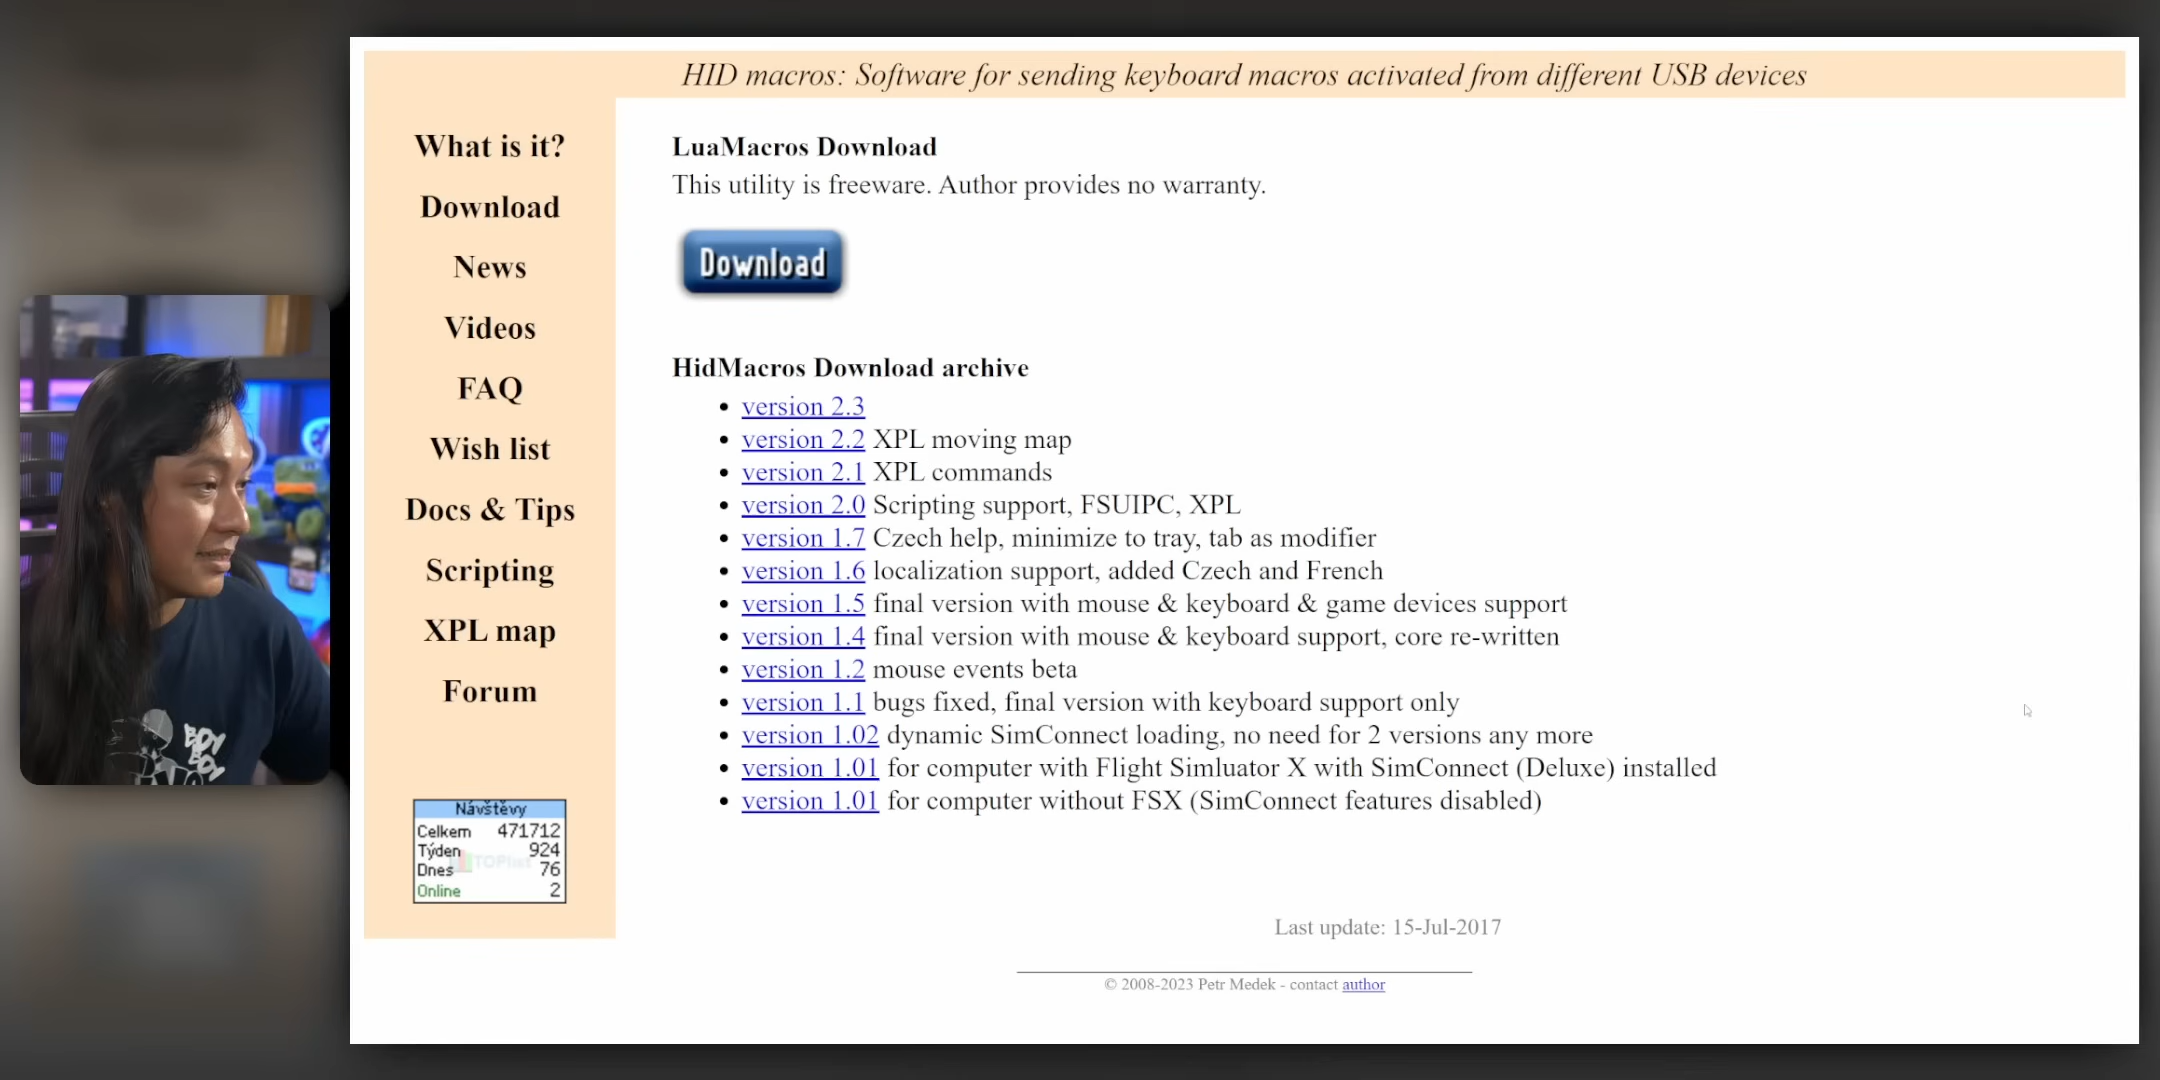 HID macros: Software for sending keyboard macros activated from different USB devices
What is it?
Download
News
Videos
FAQ
Wish list
Docs & Tips
Scripting
XPL map
Forum
Návštěvy
Celkem 471712
Týden 924
Dnes 76
Online 2
TOPlist
LuaMacros Download
This utility is freeware. Author provides no warranty.
Download
HidMacros Download archive
• version 2.3
• version 2.2 XPL moving map
• version 2.1 XPL commands
• version 2.0 Scripting support, FSUIPC, XPL
• version 1.7 Czech help, minimize to tray, tab as modifier
• version 1.6 localization support, added Czech and French
• version 1.5 final version with mouse & keyboard & game devices support
• version 1.4 final version with mouse & keyboard support, core re-written
• version 1.2 mouse events beta
• version 1.1 bugs fixed, final version with keyboard support only
• version 1.02 dynamic SimConnect loading, no need for 2 versions any more
• version 1.01 for computer with Flight Simluator X with SimConnect (Deluxe) installed
• version 1.01 for computer without FSX (SimConnect features disabled)
Last update: 15-Jul-2017
© 2008-2023 Petr Medek - contact author